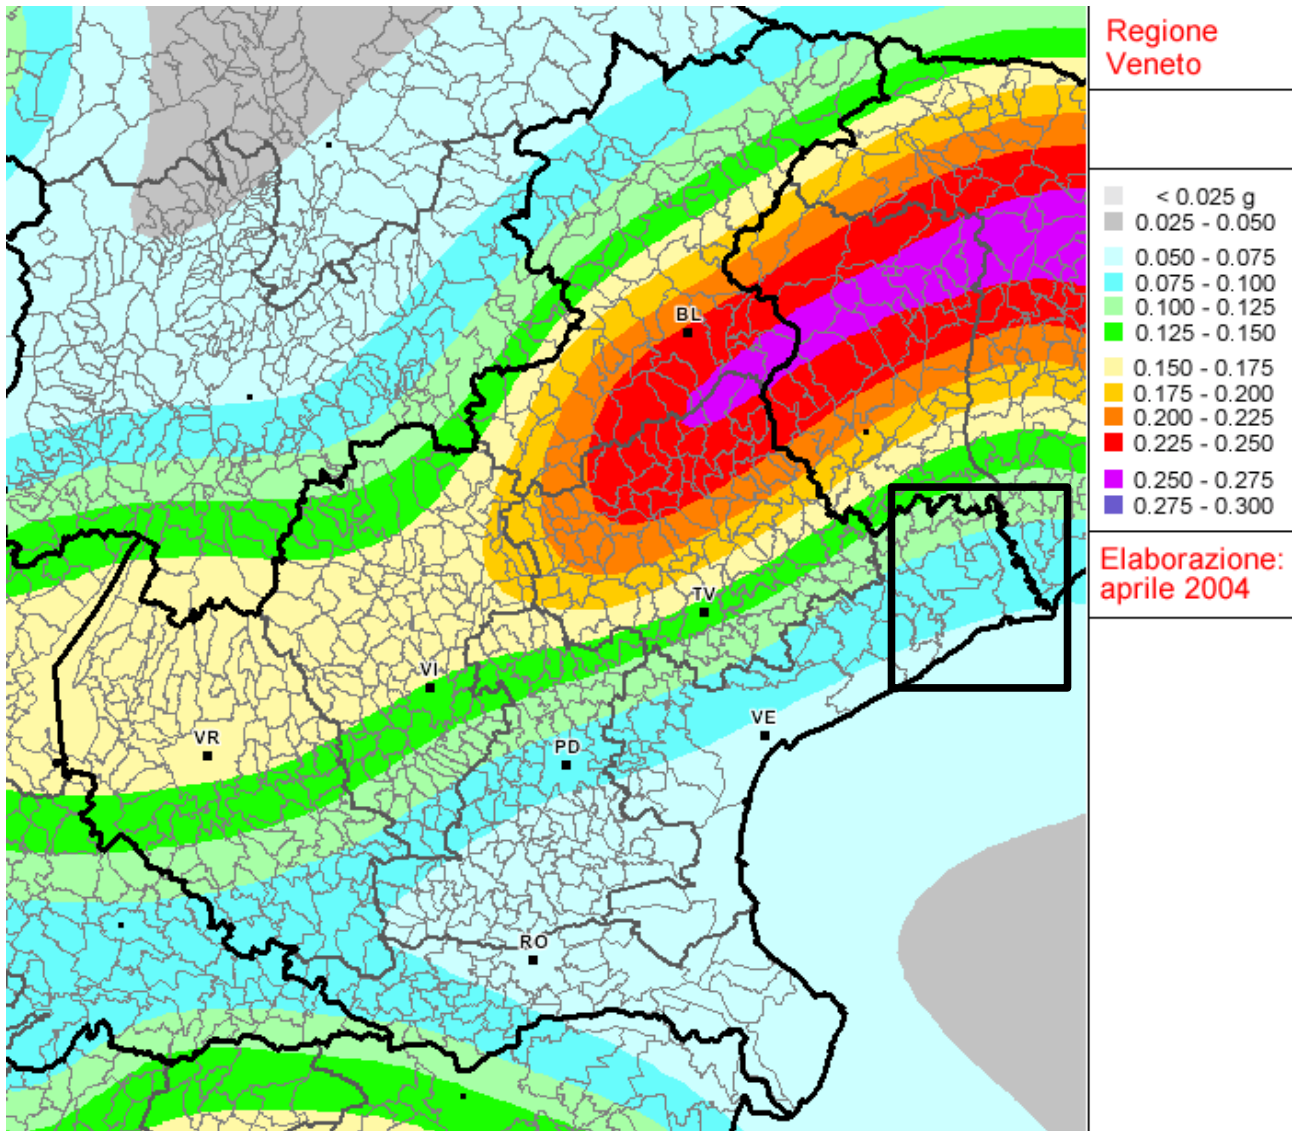 Regione
Veneto
< 0.025 g
0.025 - 0.050
0.050 - 0.075
0.075 - 0.100
0.100 - 0.125
0.125 - 0.150
0.150 - 0.175
0.175 - 0.200
0.200 - 0.225
0.225 - 0.250
0.250 - 0.275
0.275 - 0.300
Elaborazione:
aprile 2004
BL
TV
VI
VE
VR
PD
RO